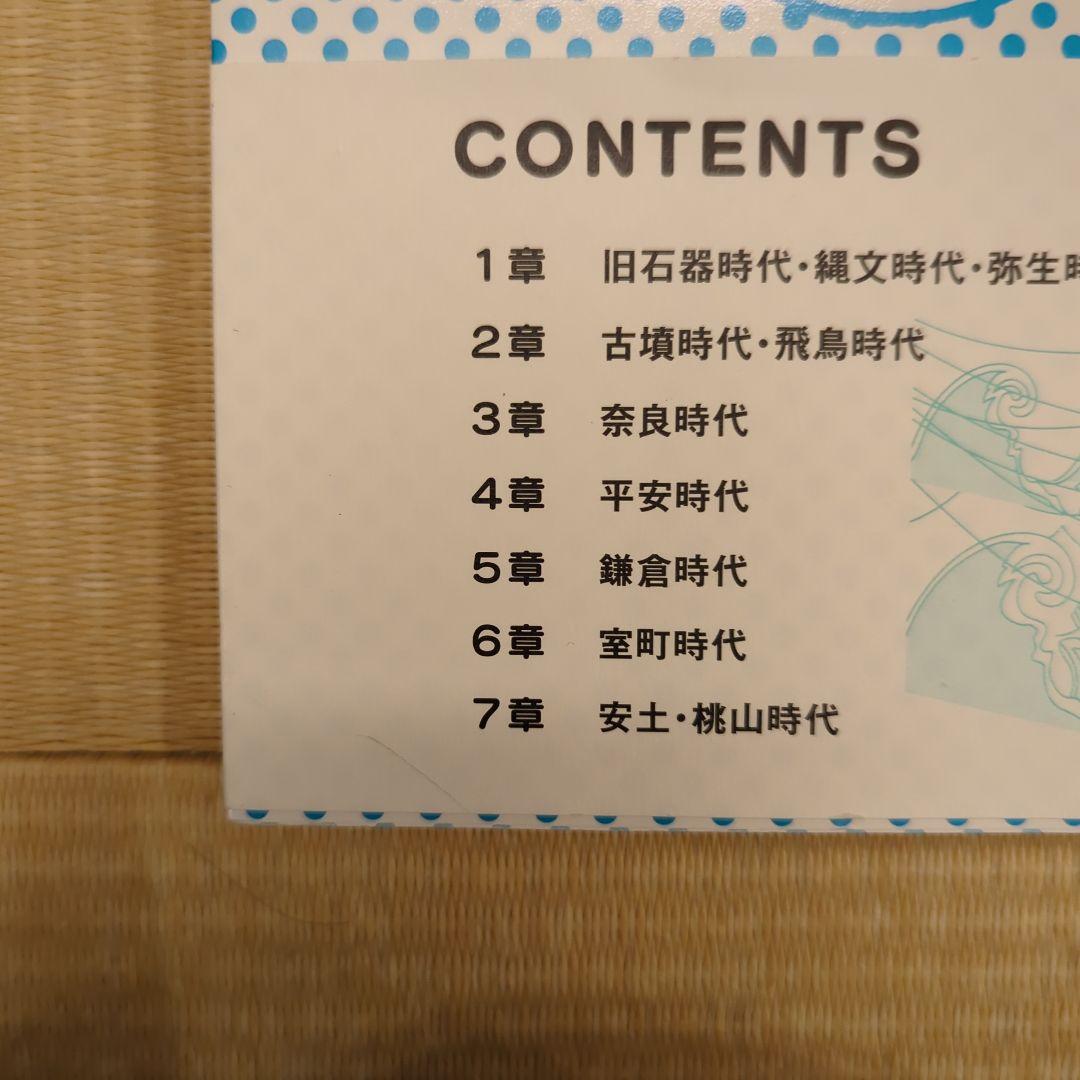 CONTENTS
1章 旧石器時代・縄文時代・弥生時
2章 古墳時代・飛鳥時代
3章 奈良時代
4章 平安時代
5章 鎌倉時代
6章 室町時代
7章 安土・桃山時代